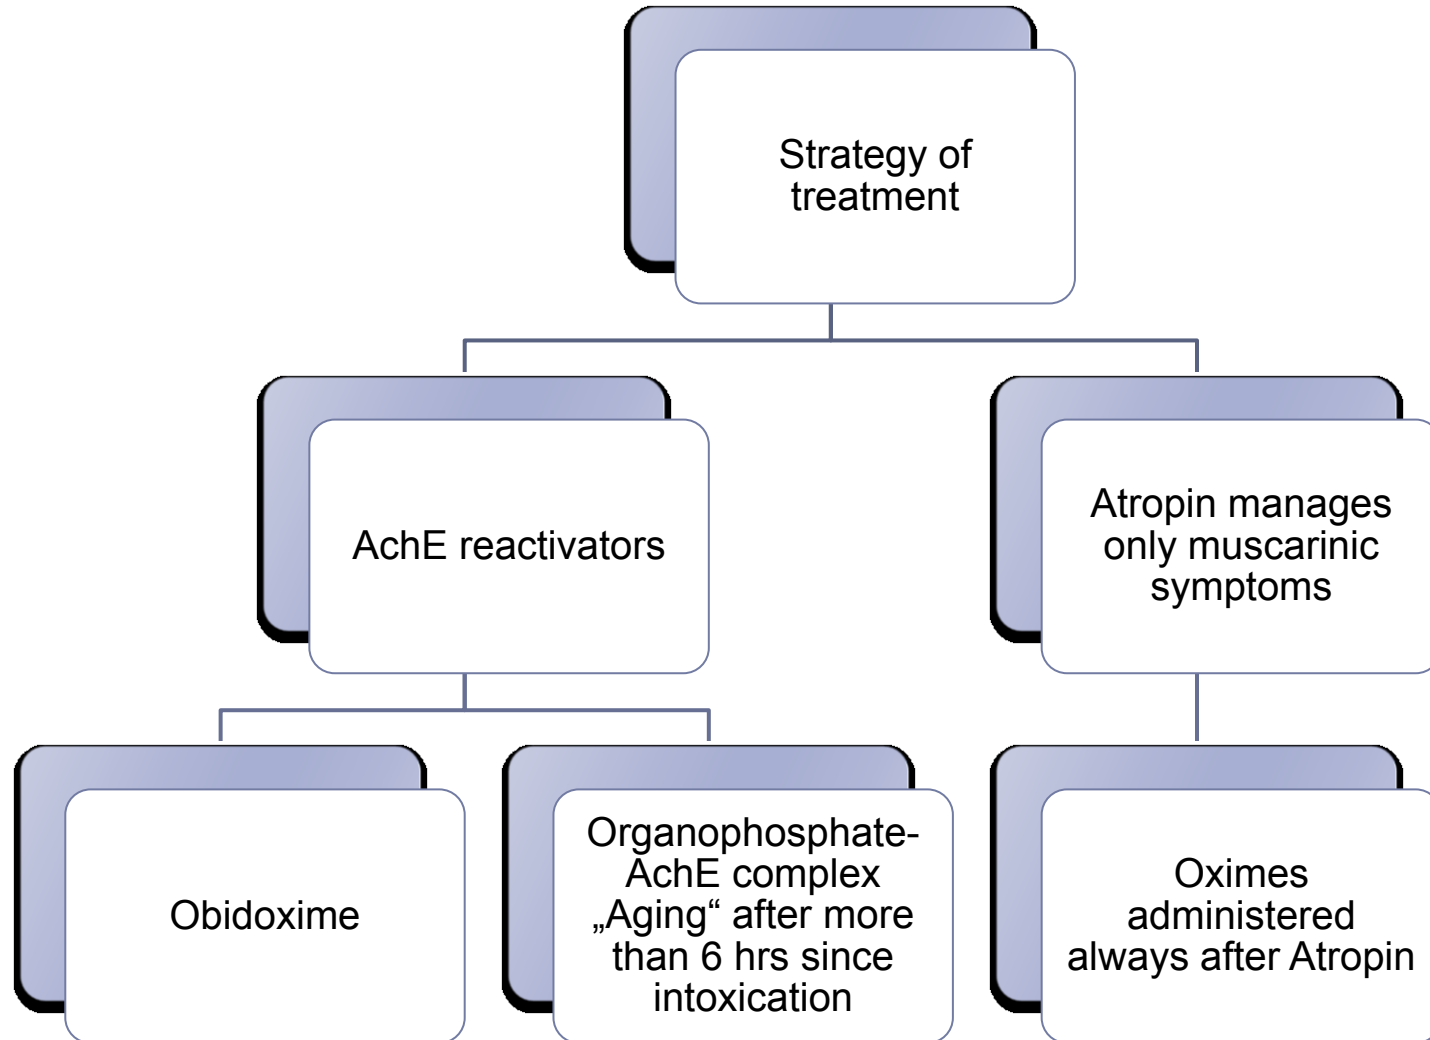 Strategy of
treatment
AchE reactivators
Atropin manages
only muscarinic
symptoms
Obidoxime
Organophosphate-
AchE complex
„Aging“ after more
than 6 hrs since
intoxication
Oximes
administered
always after Atropin